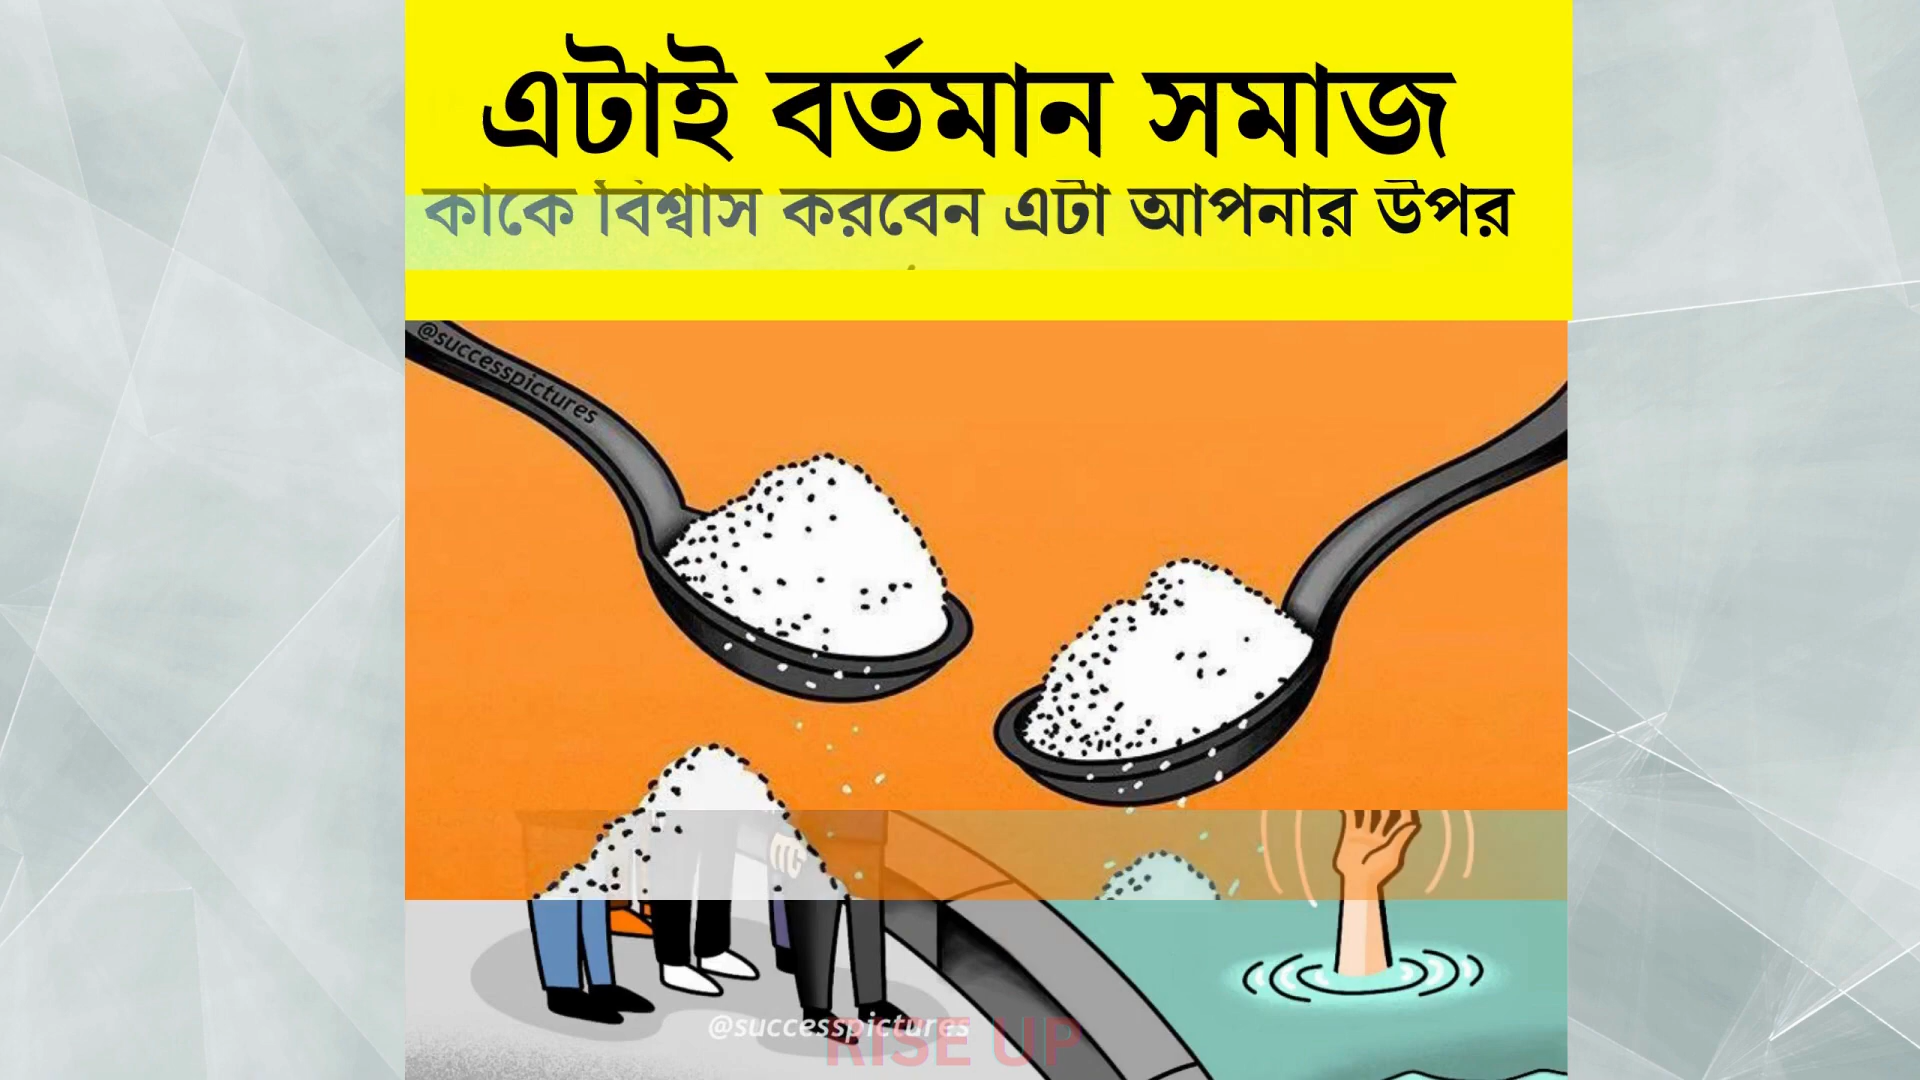 এটাই বর্তমান সমাজ
কাকে বিশ্বাস করবেন এটা আপনার উপর
@successpictures
@successpictures
RISE UP